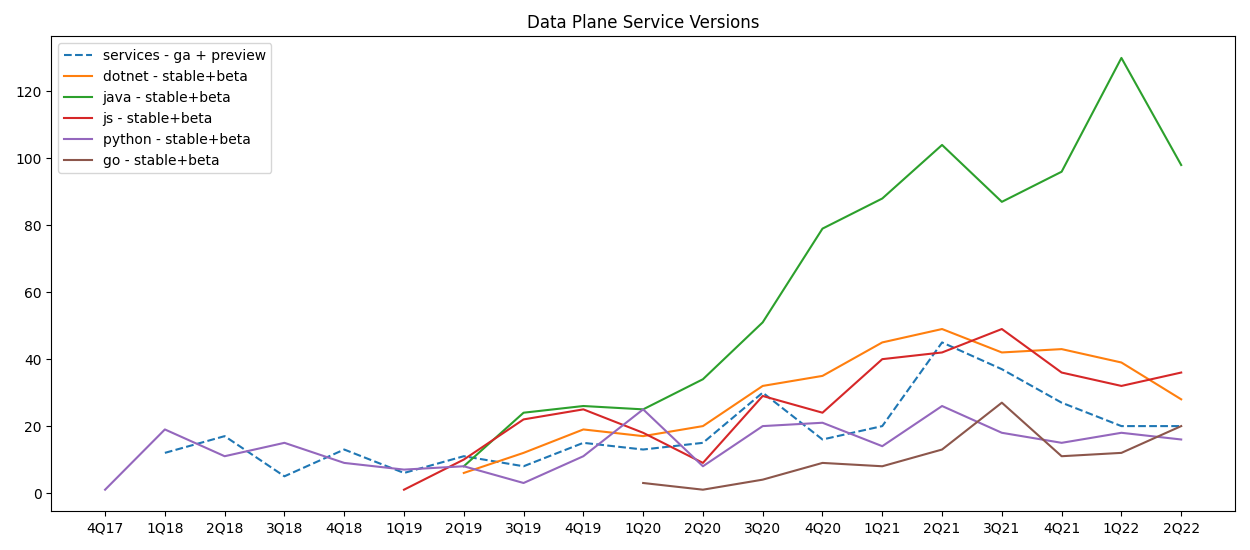 Data Plane Service Versions
services - ga + preview
dotnet - stable+beta
java - stable+beta
js - stable+beta
python - stable+beta
go - stable+beta
120
100
80
60
40
20
0
4Q17 1Q18 2Q18 3Q18 4Q18 1Q19 2Q19 3Q19 4Q19 1Q20 2Q20 3Q20 4Q20 1Q21 2Q21 3Q21 4Q21 1Q22 2Q22